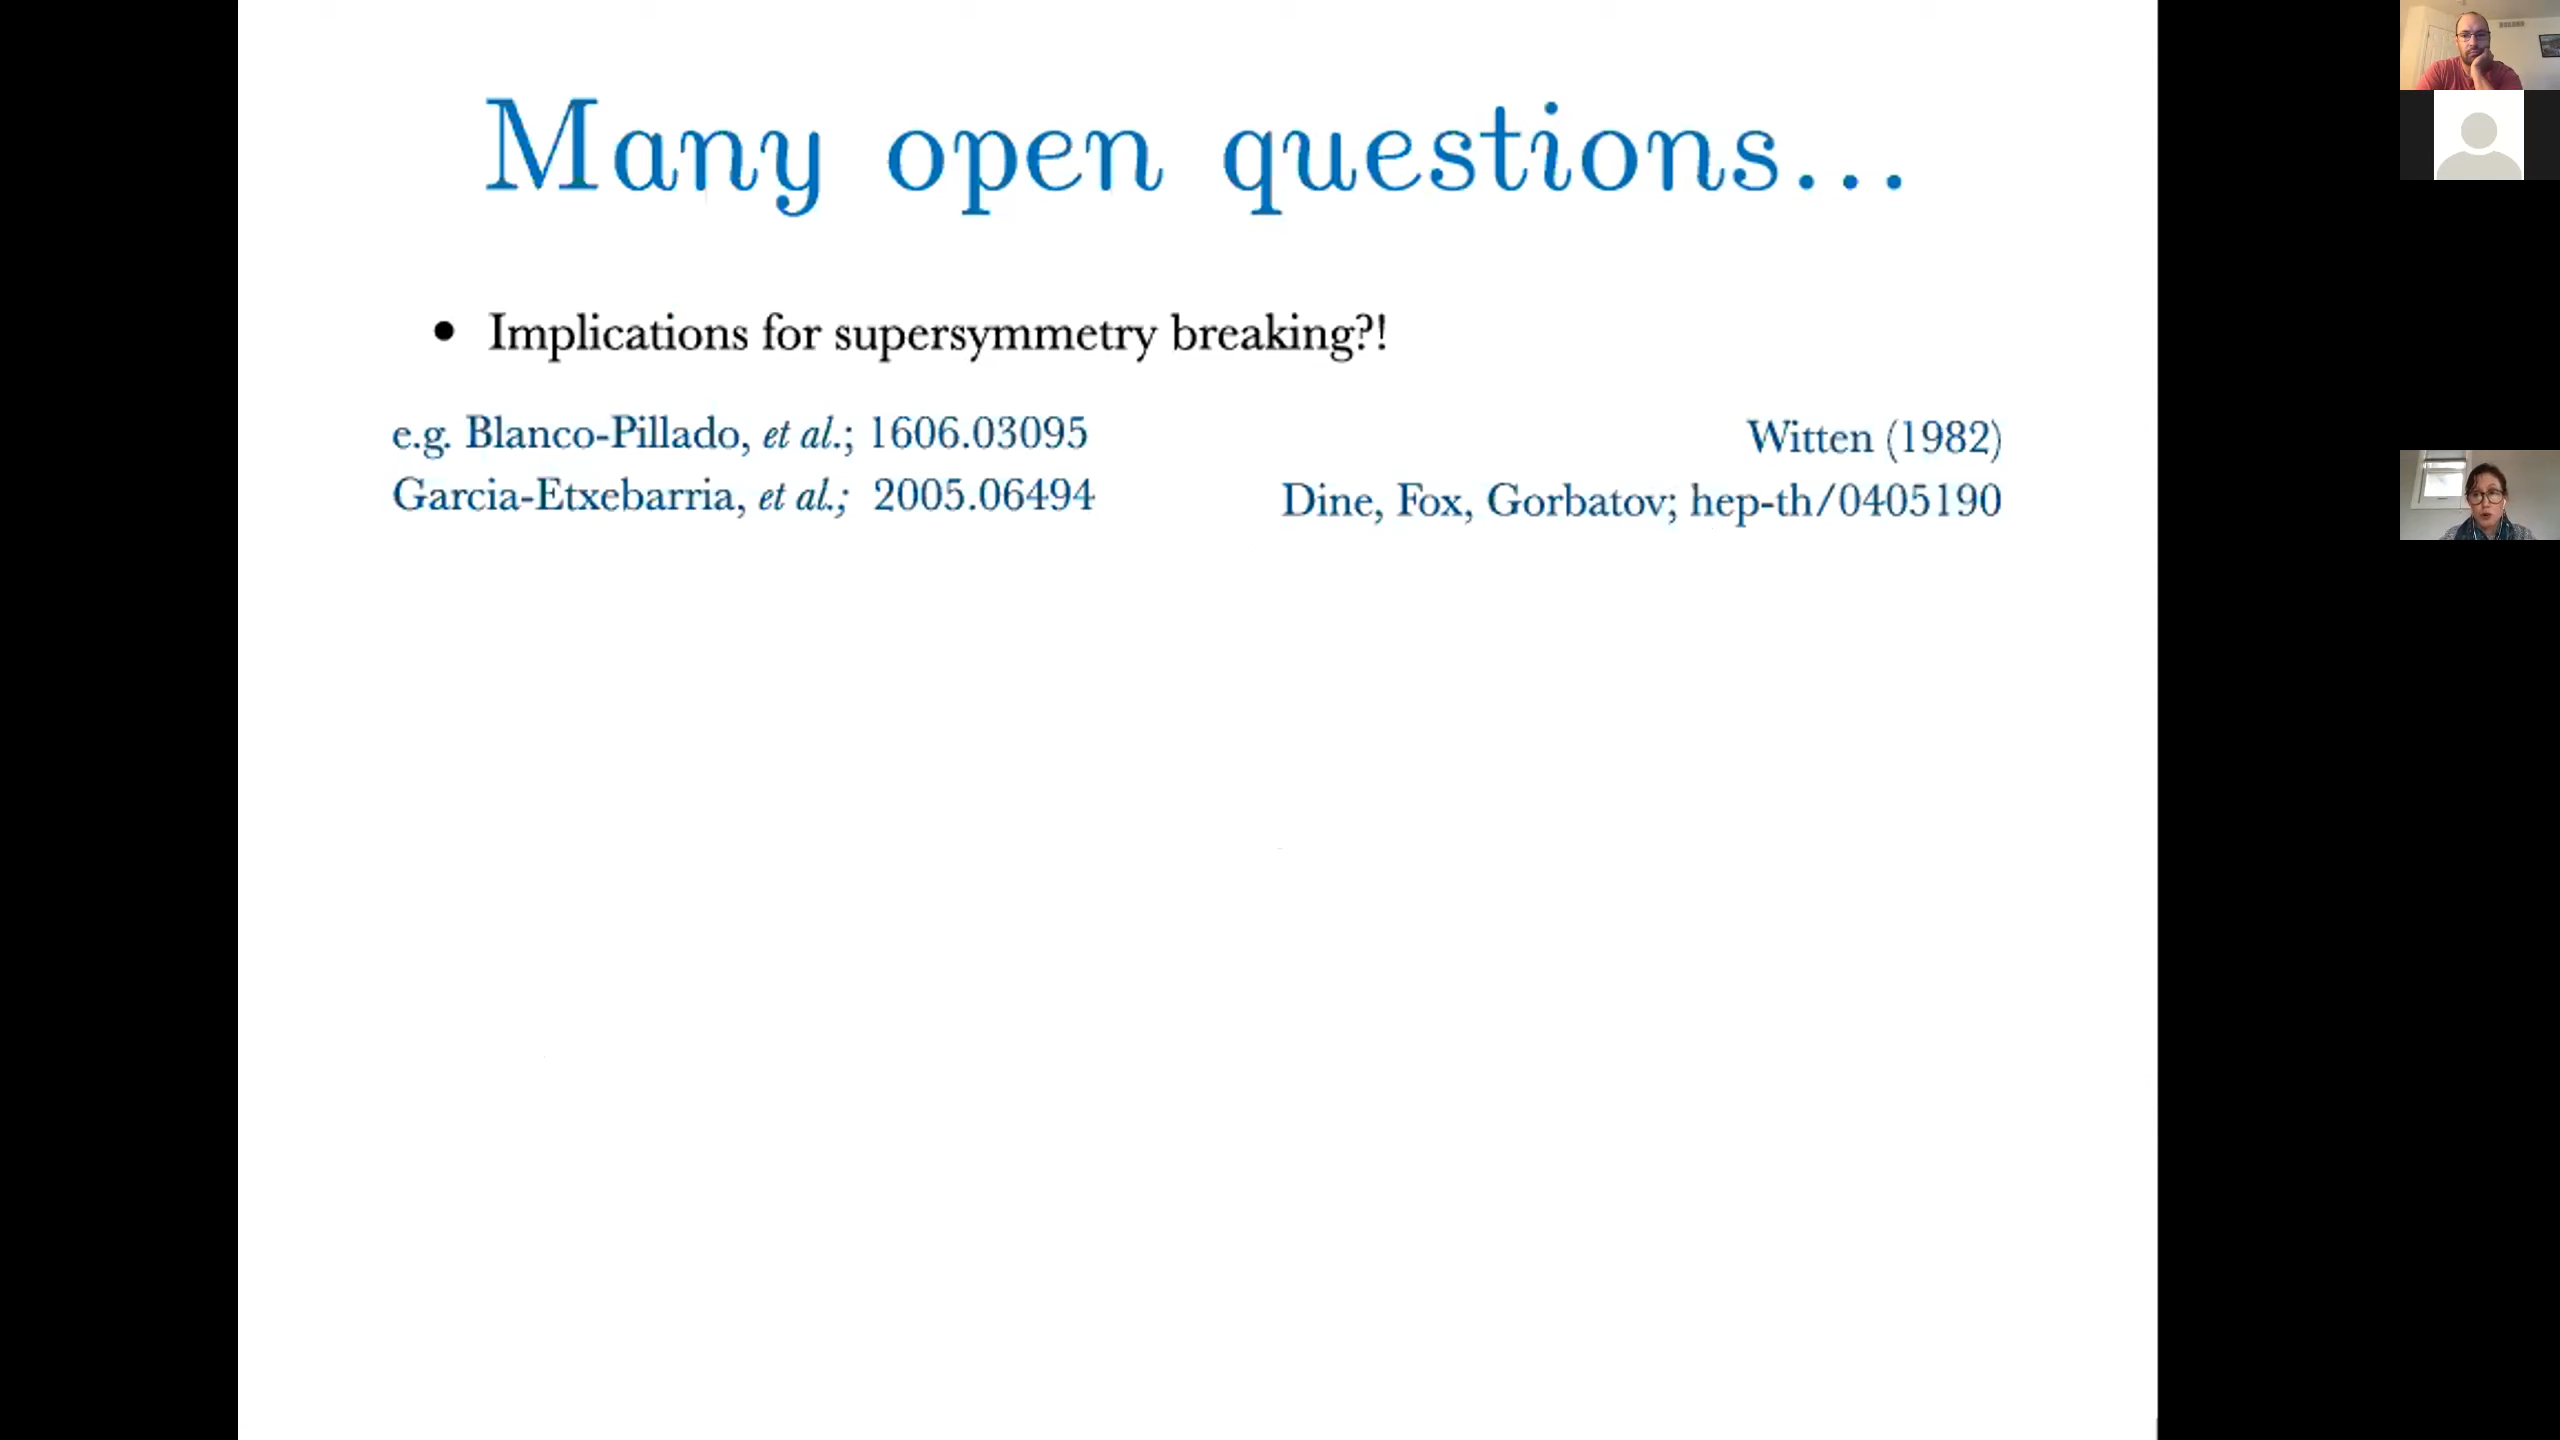 Many open questions...
• Implications for supersymmetry breaking?!
e.g. Blanco-Pillado, et al.; 1606.03095
Garcia-Etxebarria, et al.; 2005.06494
Witten (1982)
Dine, Fox, Gorbatov; hep-th/0405190